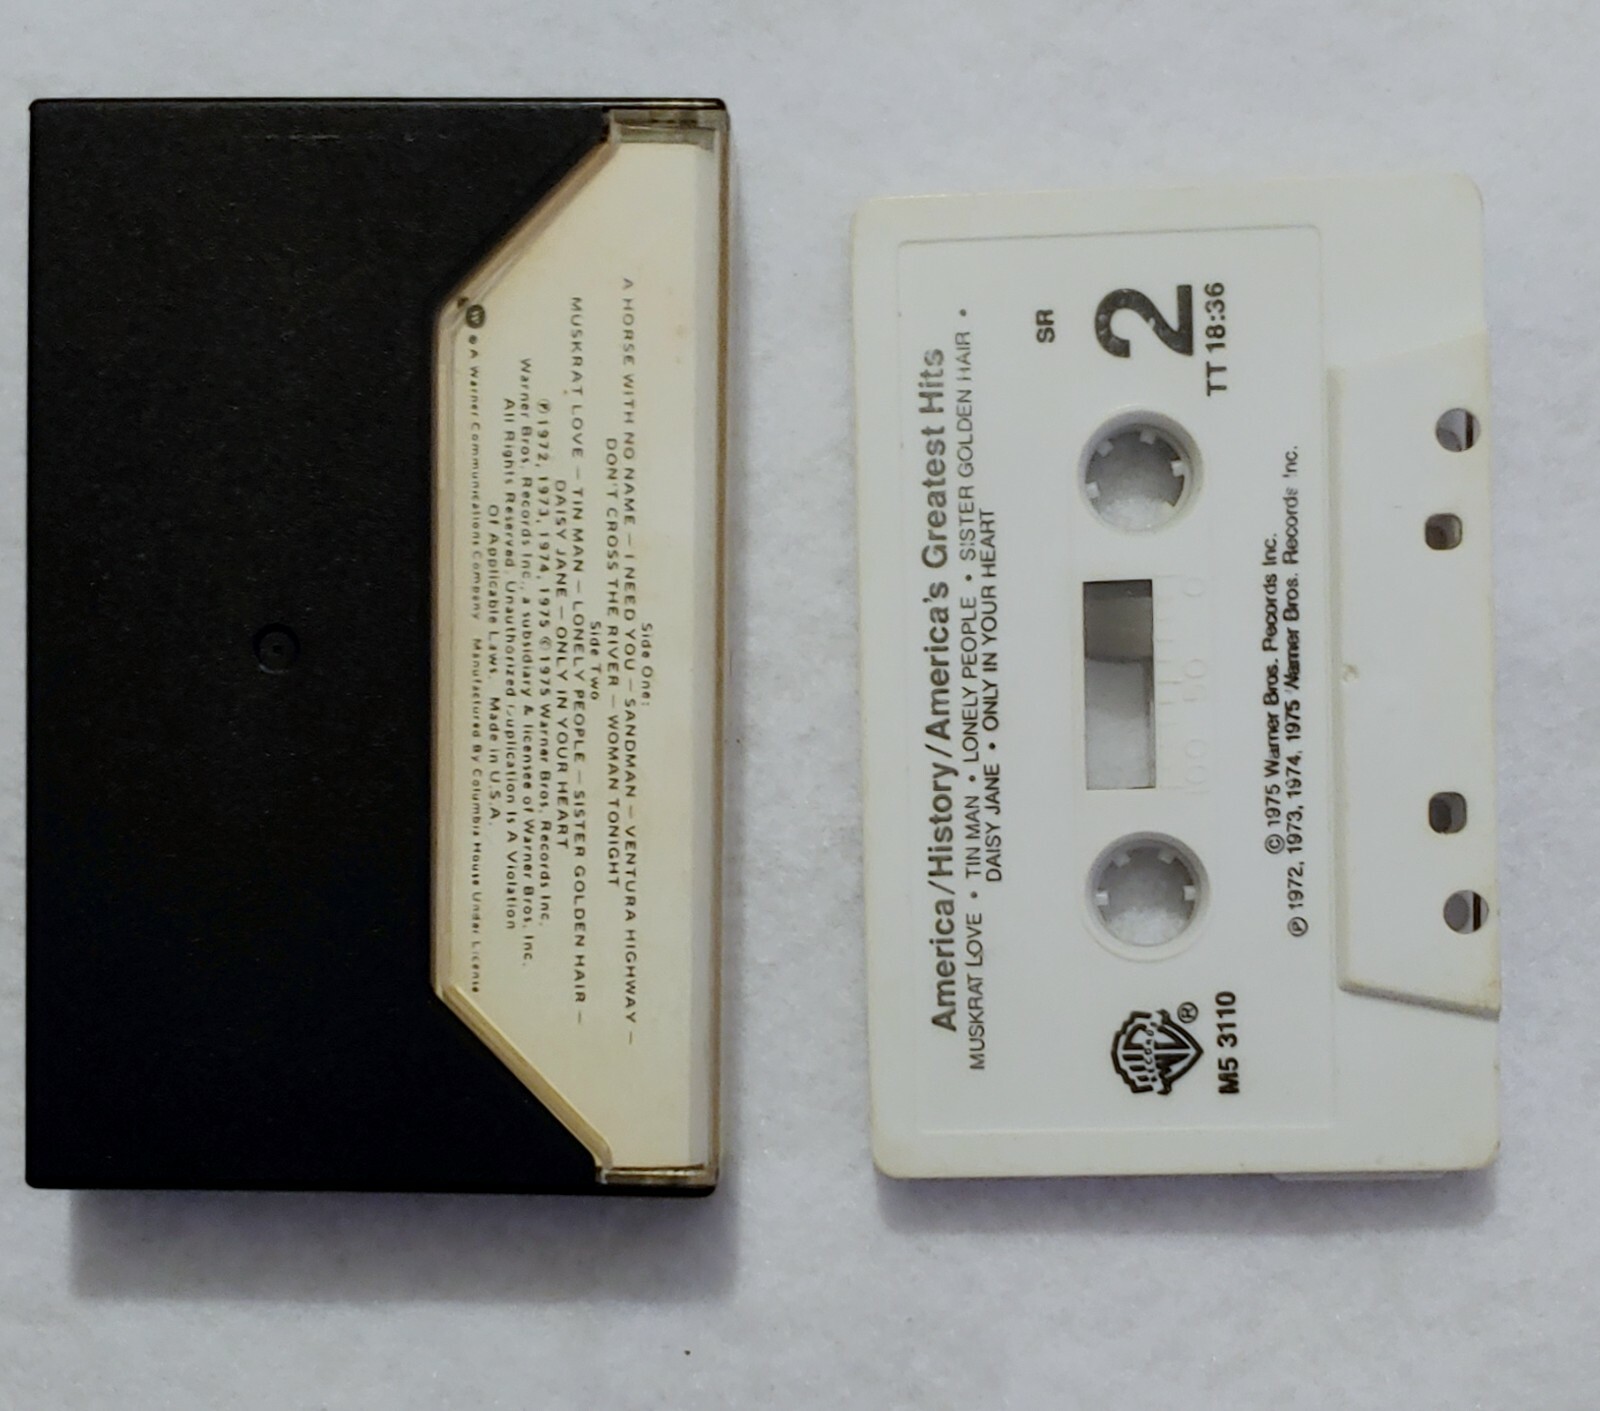 Side One:
A HORSE WITH NO NAME — I NEED YOU — SANDMAN — VENTURA HIGHWAY —
DON'T CROSS THE RIVER — WOMAN TONIGHT
Side Two
MUSKRAT LOVE — TIN MAN — LONELY PEOPLE — SISTER GOLDEN HAIR —
DAISY JANE — ONLY IN YOUR HEART
℗ 1972, 1973, 1974, 1975 © 1975 Warner Bros. Records Inc.
Warner Bros. Records Inc., a subsidiary & licensee of Warner Bros. Inc.
All Rights Reserved. Unauthorized Duplication Is A Violation
Of Applicable Laws. Made in U.S.A.
A Warner Communications Company Manufactured By Columbia House Under License
America/History/America's Greatest Hits
MUSKRAT LOVE • TIN MAN • LONELY PEOPLE • SISTER GOLDEN HAIR •
DAISY JANE • ONLY IN YOUR HEART
SR
2
TT 18:36
RECORDS
®
M5 3110
© 1975 Warner Bros. Records Inc.
℗ 1972, 1973, 1974, 1975 Warner Bros. Records Inc.